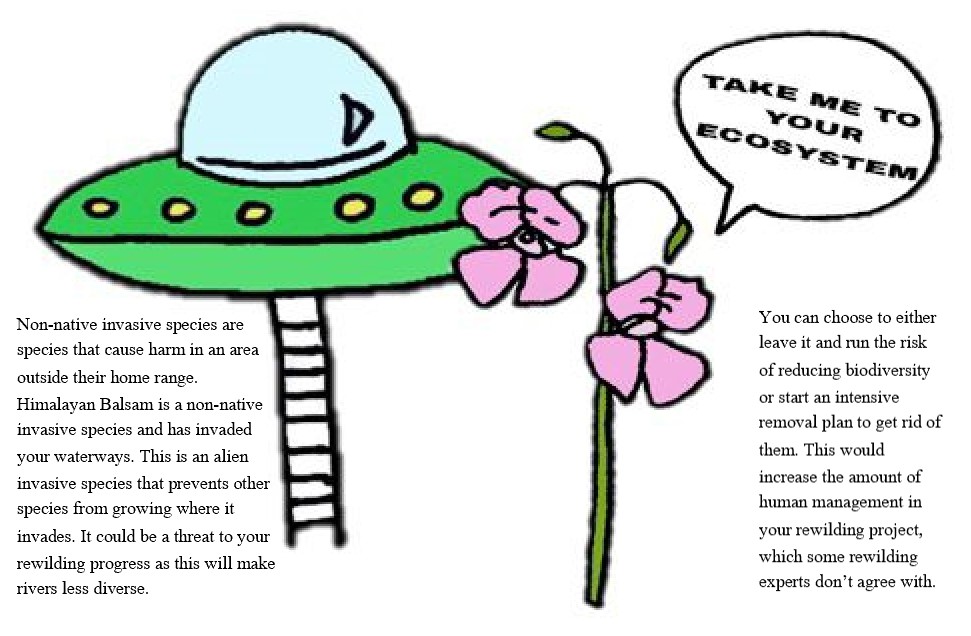 TAKE ME TO
YOUR
ECOSYSTEM
Non-native invasive species are
species that cause harm in an area
outside their home range.
Himalayan Balsam is a non-native
invasive species and has invaded
your waterways. This is an alien
invasive species that prevents other
species from growing where it
invades. It could be a threat to your
rewilding progress as this will make
rivers less diverse.
You can choose to either
leave it and run the risk
of reducing biodiversity
or start an intensive
removal plan to get rid of
them. This would
increase the amount of
human management in
your rewilding project,
which some rewilding
experts don’t agree with.